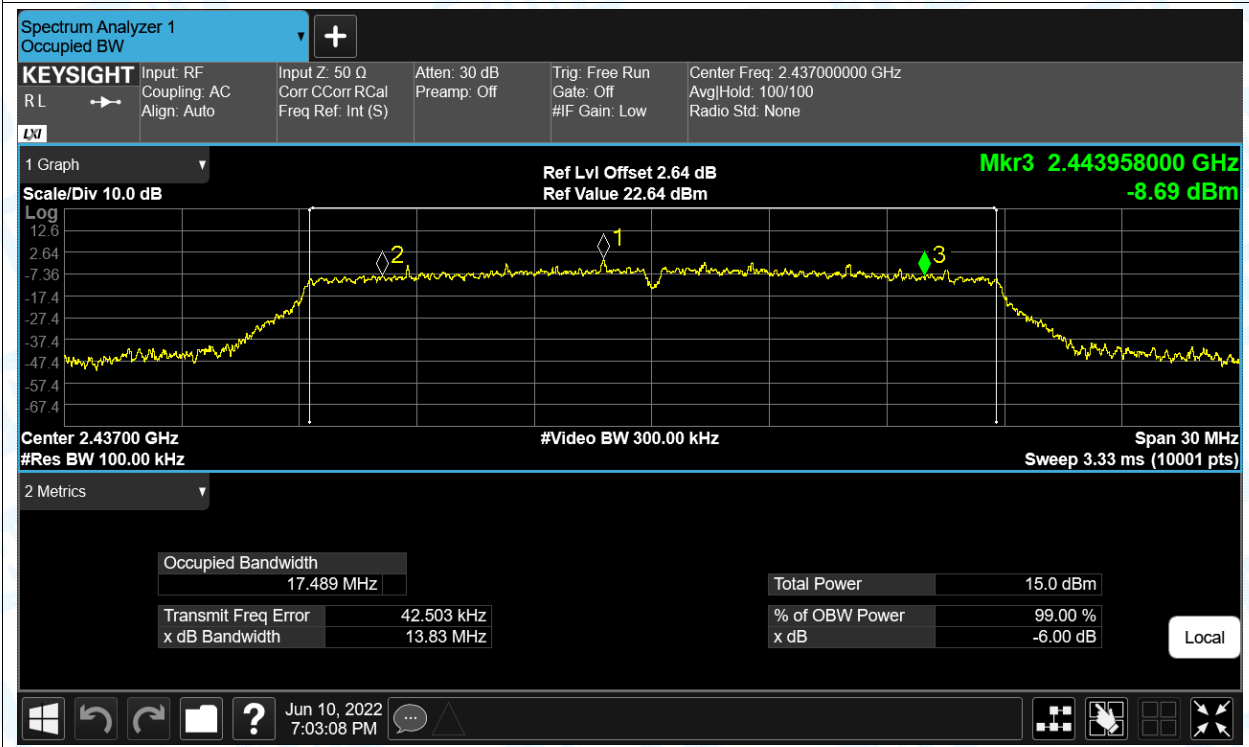 Spectrum Analyzer 1
Occupied BW
KEYSIGHT
R L
LXI
Input: RF
Coupling: AC
Align: Auto
Input Z: 50 Ω
Corr CCorr RCal
Freq Ref: Int (S)
Atten: 30 dB
Preamp: Off
Trig: Free Run
Gate: Off
#IF Gain: Low
Center Freq: 2.437000000 GHz
Avg|Hold: 100/100
Radio Std: None
1 Graph
Scale/Div 10.0 dB
Ref Lvl Offset 2.64 dB
Ref Value 22.64 dBm
Mkr3 2.443958000 GHz
-8.69 dBm
Log
12.6
2.64
-7.36
-17.4
-27.4
-37.4
-47.4
-57.4
-67.4
2
1
3
Center 2.43700 GHz
#Res BW 100.00 kHz
#Video BW 300.00 kHz
Span 30 MHz
Sweep 3.33 ms (10001 pts)
2 Metrics
Occupied Bandwidth
17.489 MHz
Transmit Freq Error 42.503 kHz
x dB Bandwidth 13.83 MHz
Total Power 15.0 dBm
% of OBW Power 99.00 %
x dB -6.00 dB
Local
?
Jun 10, 2022
7:03:08 PM